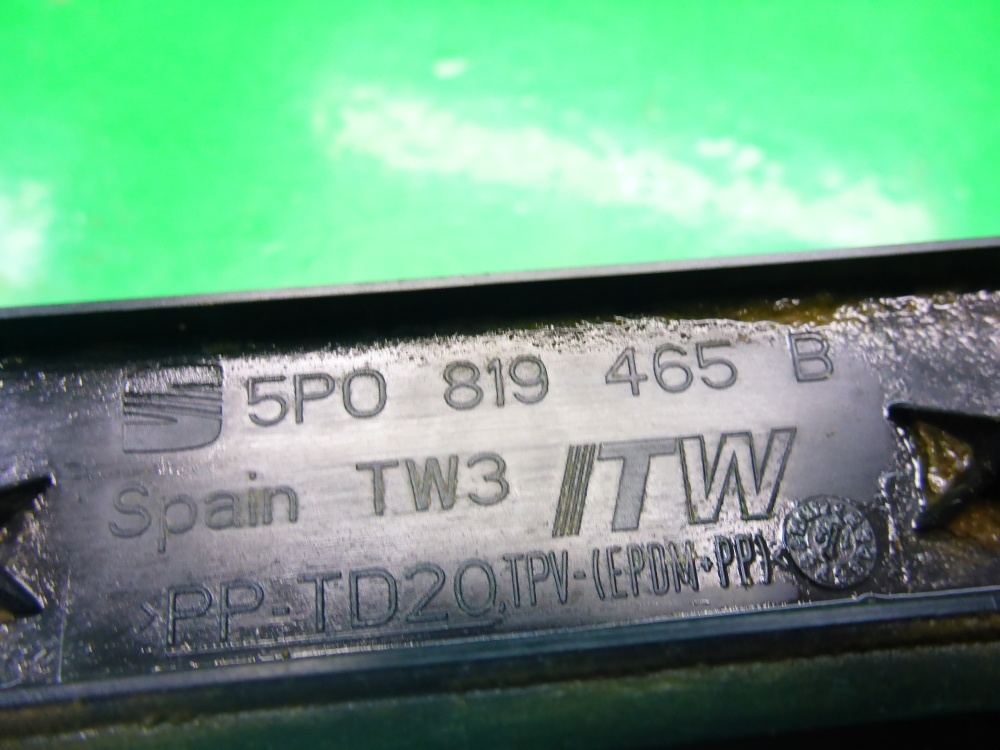 5P0 819 465 B
Spain TW3 ITW
>PP-TD20,TPV-(EPDM+PP)<